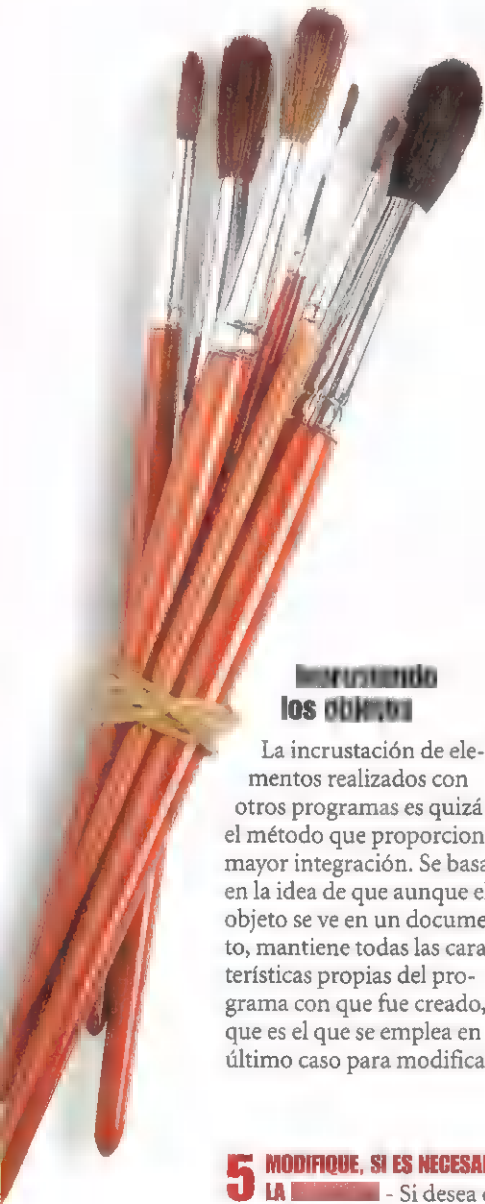 Incrustando
los objetos
La incrustación de ele-
mentos realizados con
otros programas es quizá
el método que proporcion
mayor integración. Se basa
en la idea de que aunque el
objeto se ve en un docume
to, mantiene todas las cara
terísticas propias del pro-
grama con que fue creado,
que es el que se emplea en
último caso para modifica
5 MODIFIQUE, SI ES NECESA
LA - Si desea